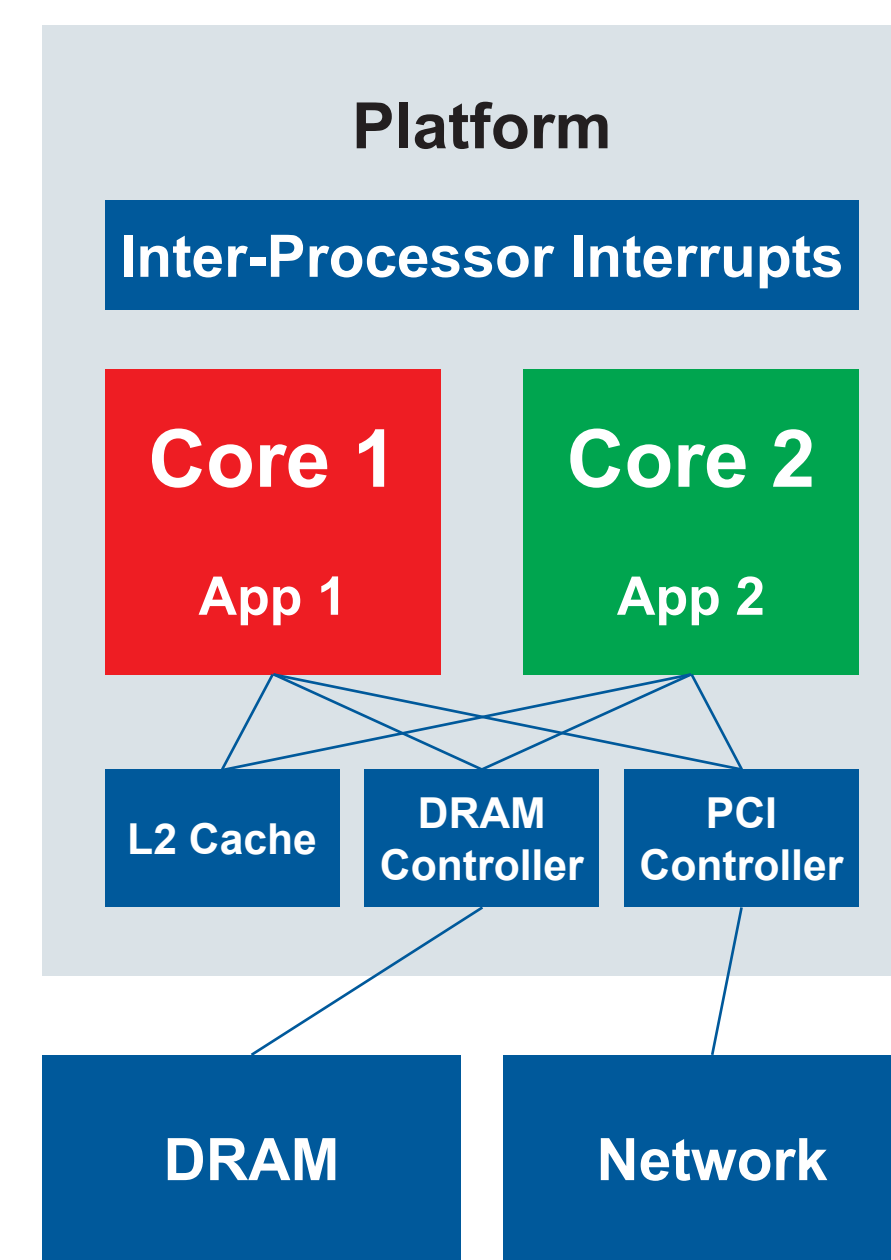 Platform
Inter-Processor Interrupts
Core 1
App 1
Core 2
App 2
L2 Cache
DRAM
Controller
PCI
Controller
DRAM
Network